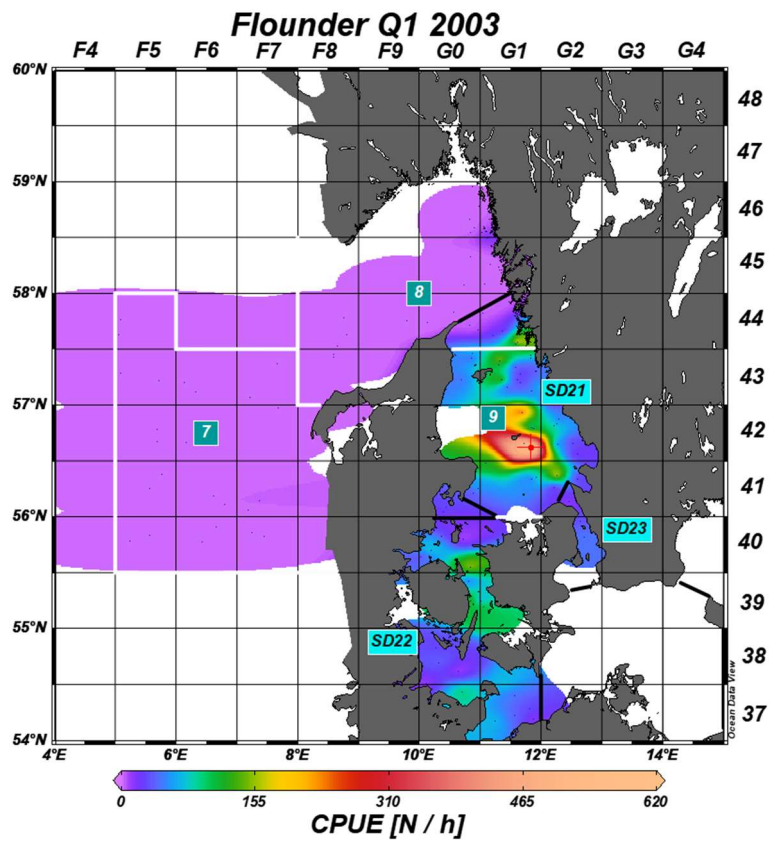 Flounder Q1 2003
F4 F5 F6 F7 F8 F9 G0 G1 G2 G3 G4
60°N
48
47
59°N
46
45
58°N
8
44
SD21
43
57°N
9
7
42
41
56°N
SD23
40
39
55°N
SD22
38
37
54°N
4°E 6°E 8°E 10°E 12°E 14°E
Ocean Data View
0 155 310 465 620
CPUE [N / h]